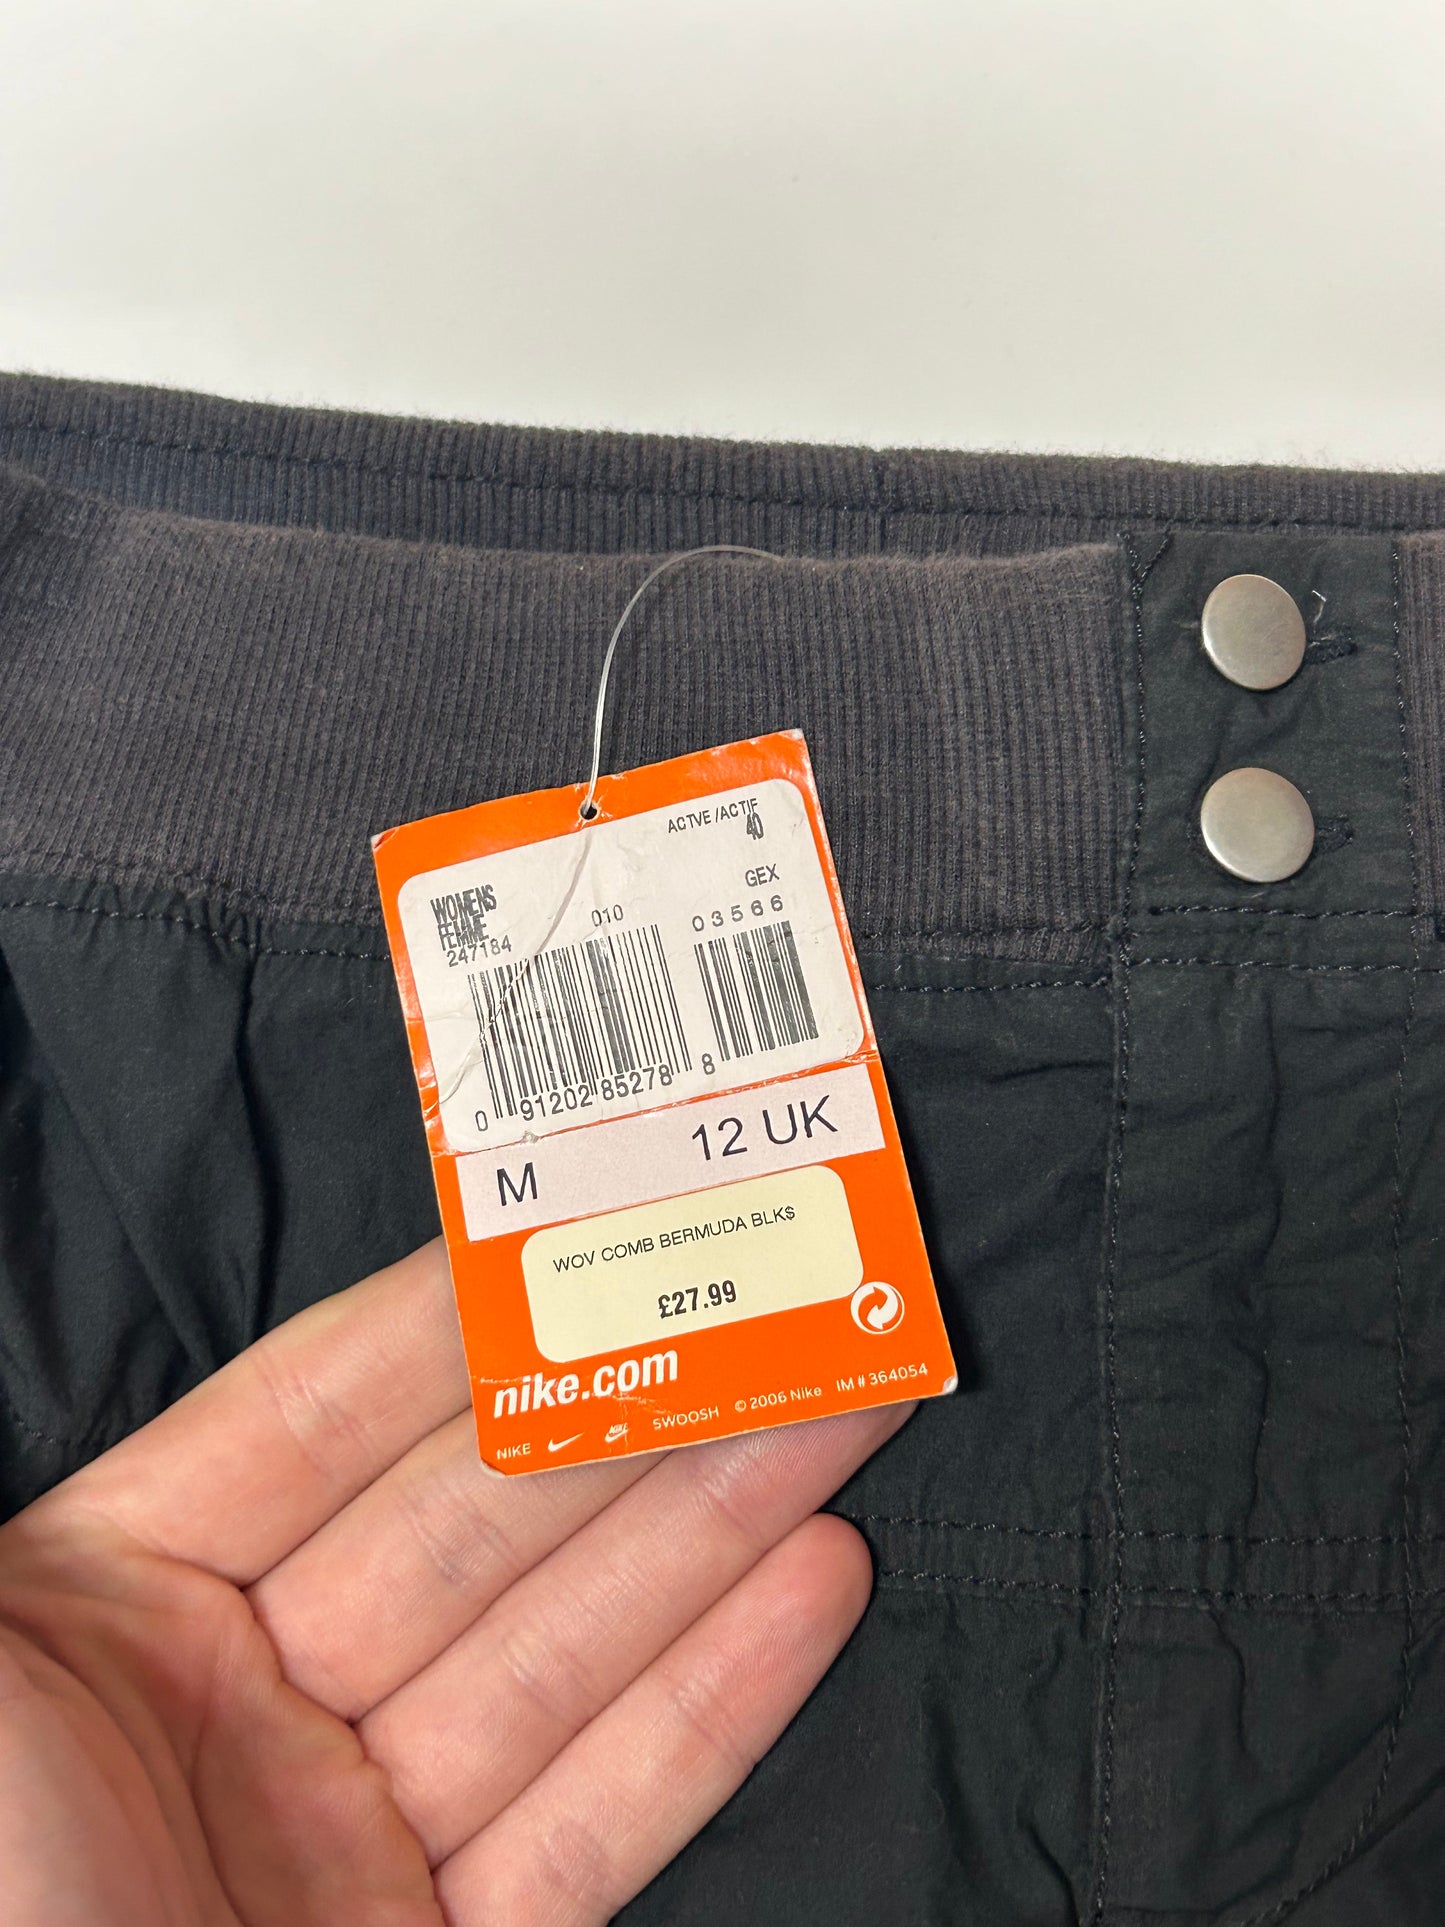 ACTVE /ACTIF
40
GEX
WOMENS
FEMME
247184
010
03566
0 91202 85278 8
M 12 UK
WOV COMB BERMUDA BLK$
£27.99
nike.com
NIKE NIKE SWOOSH © 2006 Nike IM # 364054